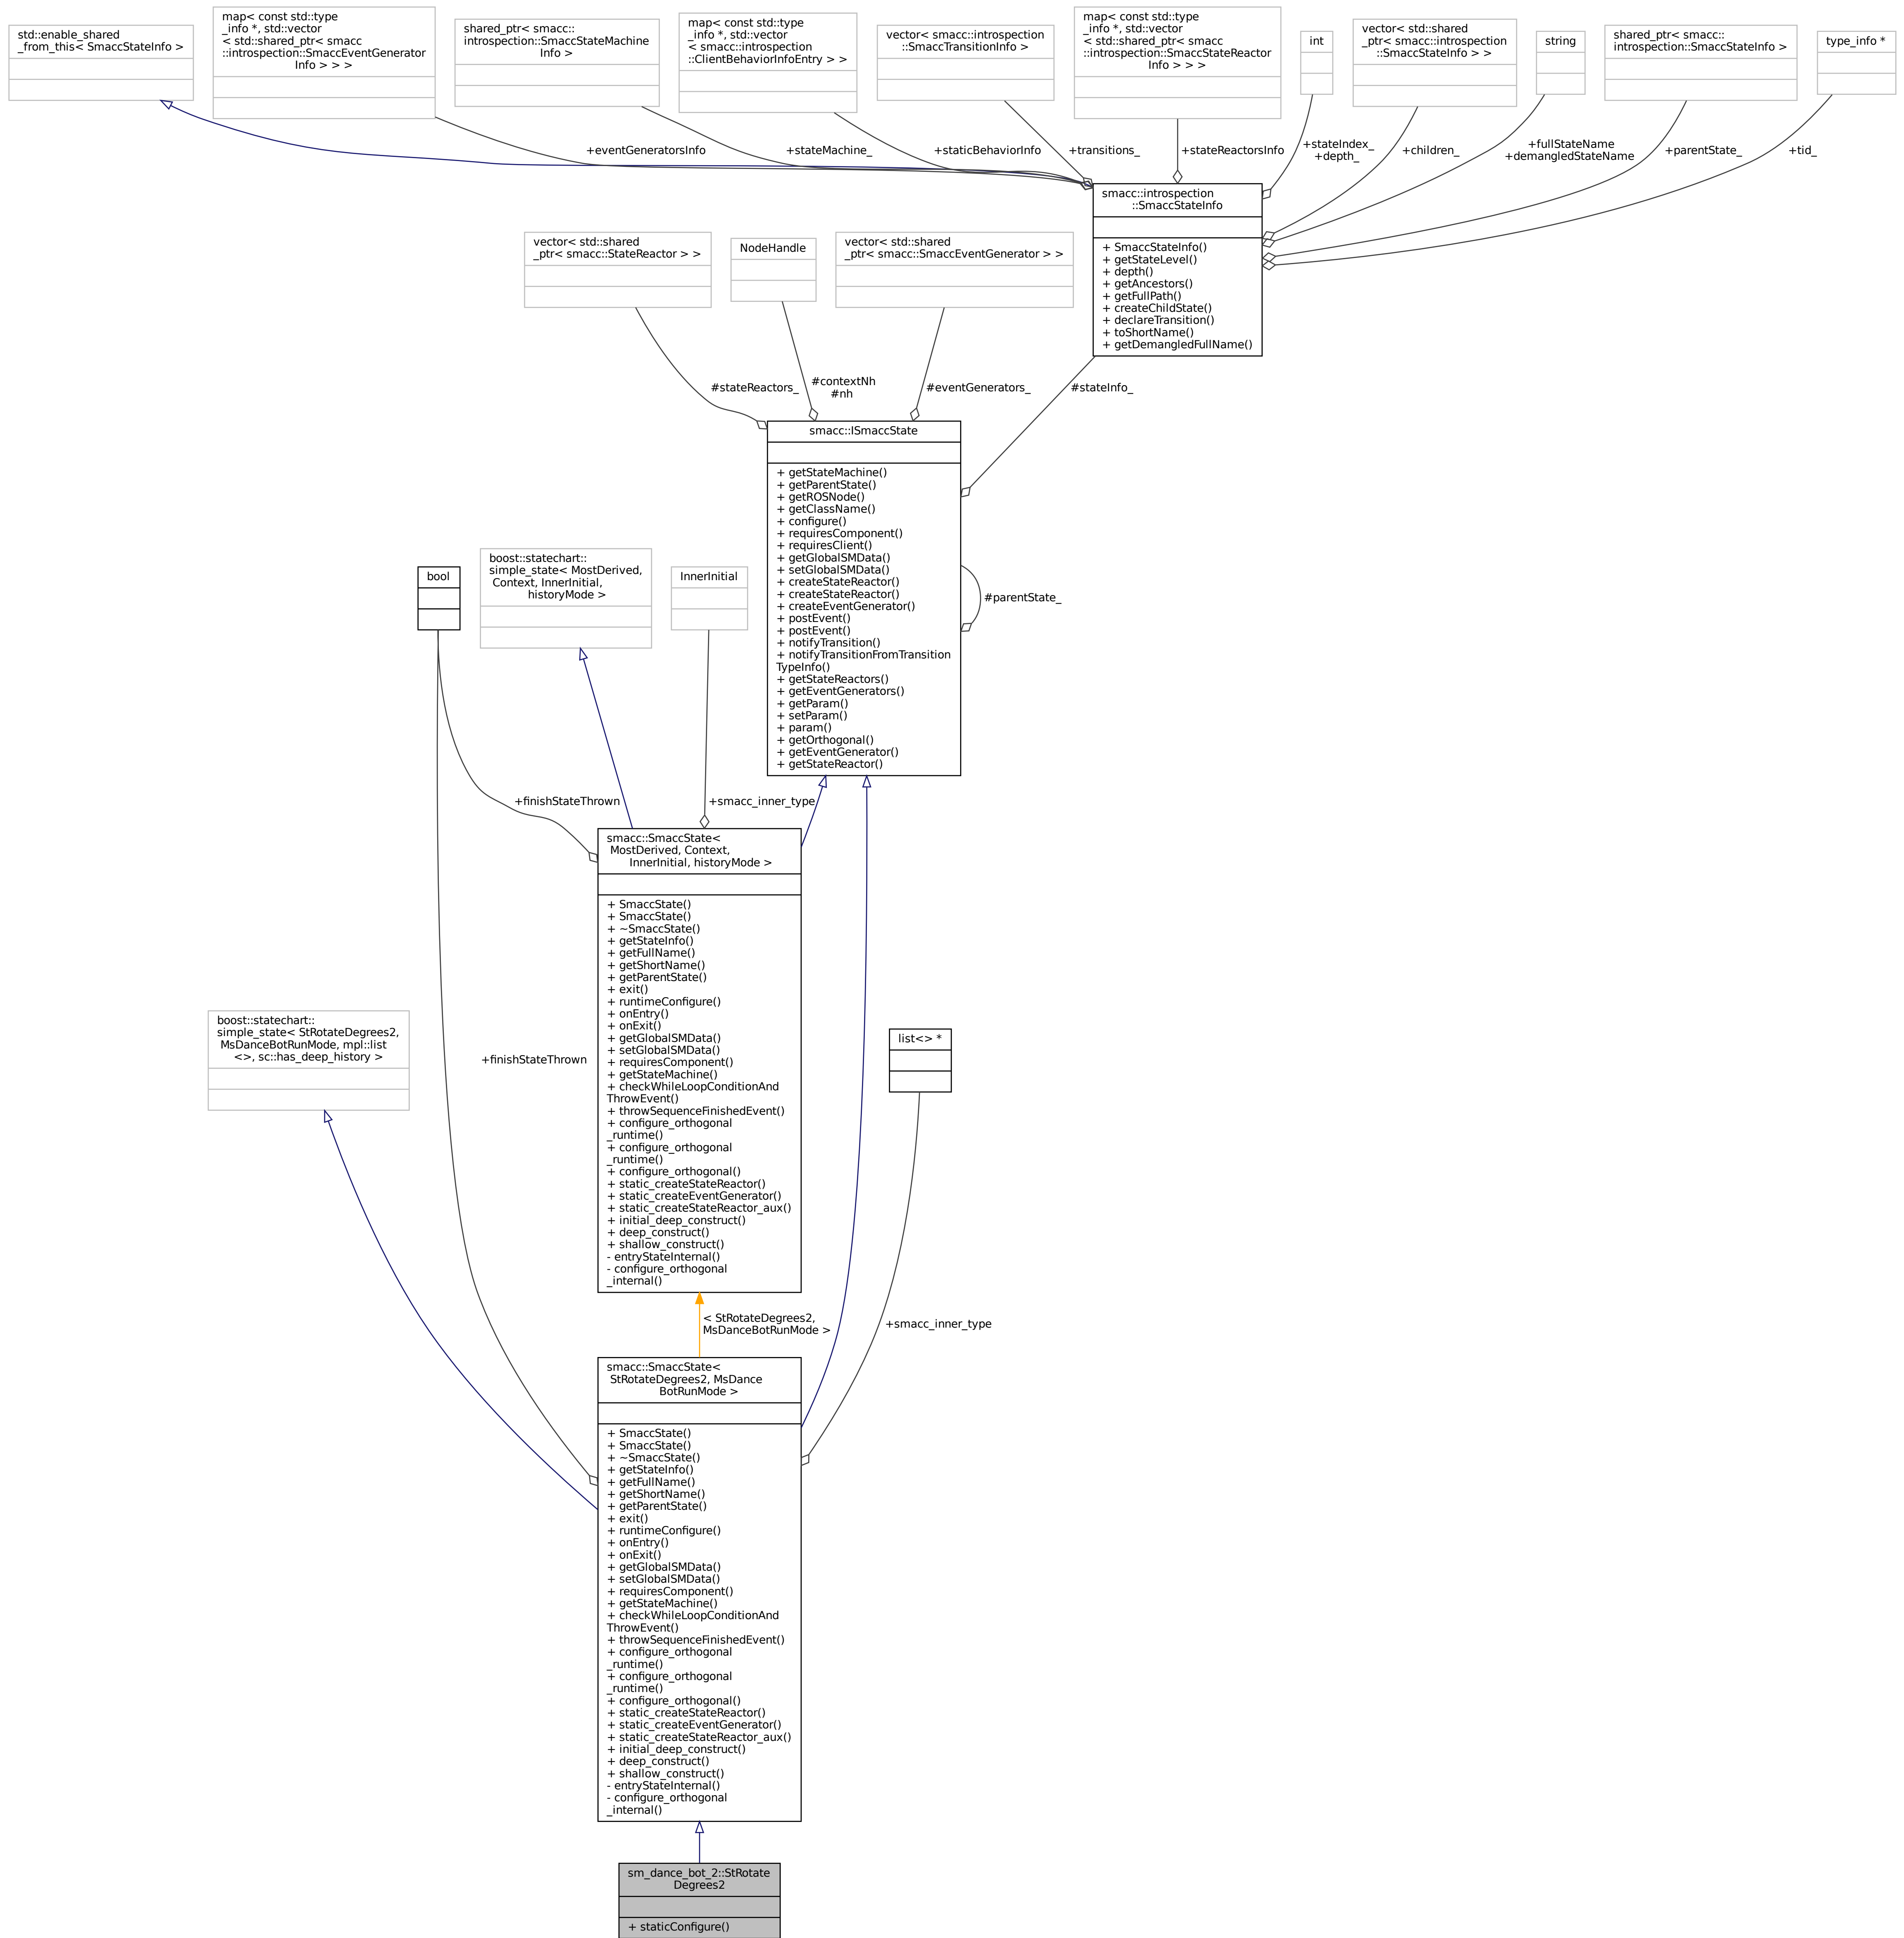 std::enable_shared
_from_this< SmaccStateInfo >
map< const std::type
_info *, std::vector
< std::shared_ptr< smacc
::introspection::SmaccEventGenerator
Info > > >
shared_ptr< smacc::
introspection::SmaccStateMachine
Info >
map< const std::type
_info *, std::vector
< smacc::introspection
::ClientBehaviorInfoEntry > >
vector< smacc::introspection
::SmaccTransitionInfo >
map< const std::type
_info *, std::vector
< std::shared_ptr< smacc
::introspection::SmaccStateReactor
Info > > >
int
vector< std::shared
_ptr< smacc::introspection
::SmaccStateInfo > >
string
shared_ptr< smacc::
introspection::SmaccStateInfo >
type_info *
+eventGeneratorsInfo
+stateMachine_
+staticBehaviorInfo
+transitions_
+stateReactorsInfo
+stateIndex_
+depth_
+children_
+fullStateName
+demangledStateName
+parentState_
+tid_
smacc::introspection
::SmaccStateInfo
+ SmaccStateInfo()
+ getStateLevel()
+ depth()
+ getAncestors()
+ getFullPath()
+ createChildState()
+ declareTransition()
+ toShortName()
+ getDemangledFullName()
vector< std::shared
_ptr< smacc::StateReactor > >
NodeHandle
vector< std::shared
_ptr< smacc::SmaccEventGenerator > >
#stateReactors_
#contextNh
#nh
#eventGenerators_
#stateInfo_
smacc::ISmaccState
+ getStateMachine()
+ getParentState()
+ getROSNode()
+ getClassName()
+ configure()
+ requiresComponent()
+ requiresClient()
+ getGlobalSMData()
+ setGlobalSMData()
+ createStateReactor()
+ createStateReactor()
+ createEventGenerator()
+ postEvent()
+ postEvent()
+ notifyTransition()
+ notifyTransitionFromTransition
TypeInfo()
+ getStateReactors()
+ getEventGenerators()
+ getParam()
+ setParam()
+ param()
+ getOrthogonal()
+ getEventGenerator()
+ getStateReactor()
#parentState_
bool
boost::statechart::
simple_state< MostDerived,
Context, InnerInitial,
historyMode >
InnerInitial
+finishStateThrown
+smacc_inner_type
smacc::SmaccState<
MostDerived, Context,
InnerInitial, historyMode >
+ SmaccState()
+ SmaccState()
+ ~SmaccState()
+ getStateInfo()
+ getFullName()
+ getShortName()
+ getParentState()
+ exit()
+ runtimeConfigure()
+ onEntry()
+ onExit()
+ getGlobalSMData()
+ setGlobalSMData()
+ requiresComponent()
+ getStateMachine()
+ checkWhileLoopConditionAnd
ThrowEvent()
+ throwSequenceFinishedEvent()
+ configure_orthogonal
_runtime()
+ configure_orthogonal
_runtime()
+ configure_orthogonal()
+ static_createStateReactor()
+ static_createEventGenerator()
+ static_createStateReactor_aux()
+ initial_deep_construct()
+ deep_construct()
+ shallow_construct()
- entryStateInternal()
- configure_orthogonal
_internal()
boost::statechart::
simple_state< StRotateDegrees2,
MsDanceBotRunMode, mpl::list
<>, sc::has_deep_history >
+finishStateThrown
list<> *
< StRotateDegrees2,
MsDanceBotRunMode >
+smacc_inner_type
smacc::SmaccState<
StRotateDegrees2, MsDance
BotRunMode >
+ SmaccState()
+ SmaccState()
+ ~SmaccState()
+ getStateInfo()
+ getFullName()
+ getShortName()
+ getParentState()
+ exit()
+ runtimeConfigure()
+ onEntry()
+ onExit()
+ getGlobalSMData()
+ setGlobalSMData()
+ requiresComponent()
+ getStateMachine()
+ checkWhileLoopConditionAnd
ThrowEvent()
+ throwSequenceFinishedEvent()
+ configure_orthogonal
_runtime()
+ configure_orthogonal
_runtime()
+ configure_orthogonal()
+ static_createStateReactor()
+ static_createEventGenerator()
+ static_createStateReactor_aux()
+ initial_deep_construct()
+ deep_construct()
+ shallow_construct()
- entryStateInternal()
- configure_orthogonal
_internal()
sm_dance_bot_2::StRotate
Degrees2
+ staticConfigure()